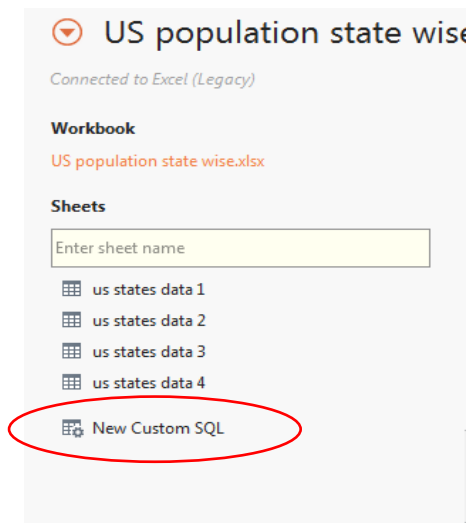 US population state wise
Connected to Excel (Legacy)
Workbook
US population state wise.xlsx
Sheets
Enter sheet name
us states data 1
us states data 2
us states data 3
us states data 4
New Custom SQL